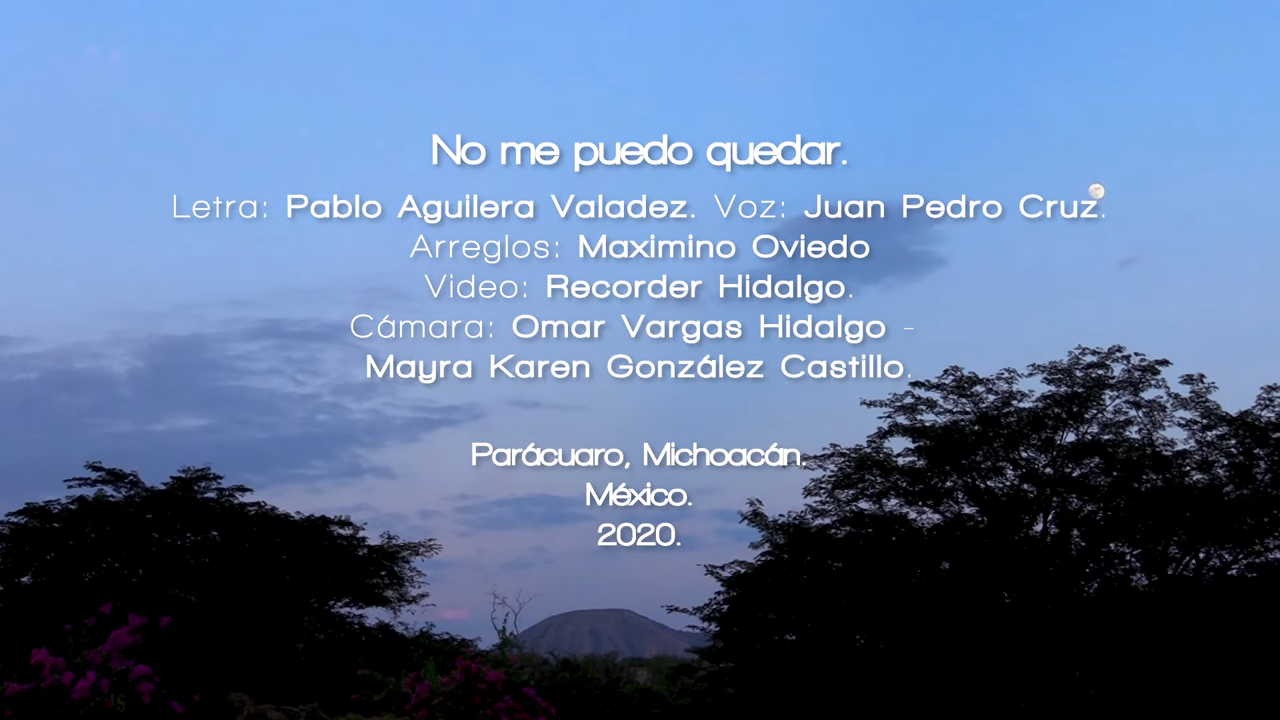 No me puedo quedar.
Letra: Pablo Aguilera Valadez. Voz: Juan Pedro Cruz.
Arreglos: Maximino Oviedo
Video: Recorder Hidalgo.
Cámara: Omar Vargas Hidalgo -
Mayra Karen González Castillo.
Parácuaro, Michoacán.
México.
2020.